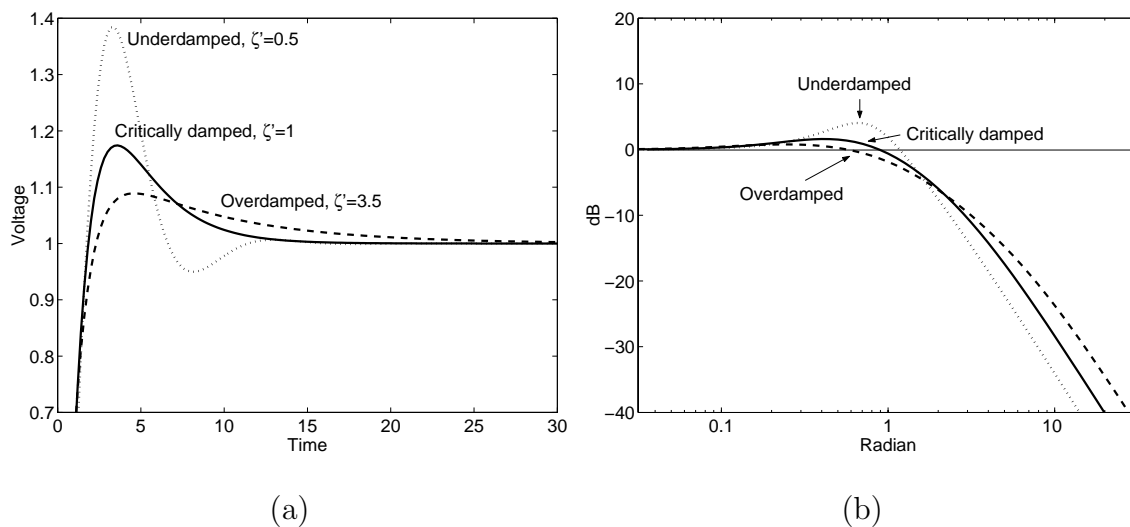 1.4
1.3
1.2
1.1
1
0.9
0.8
0.7
Voltage
0 5 10 15 20 25 30
Time
Underdamped, ζ'=0.5
Critically damped, ζ'=1
Overdamped, ζ'=3.5
(a)
20
10
0
−10
−20
−30
−40
dB
0.1 1 10
Radian
Underdamped
Critically damped
Overdamped
(b)